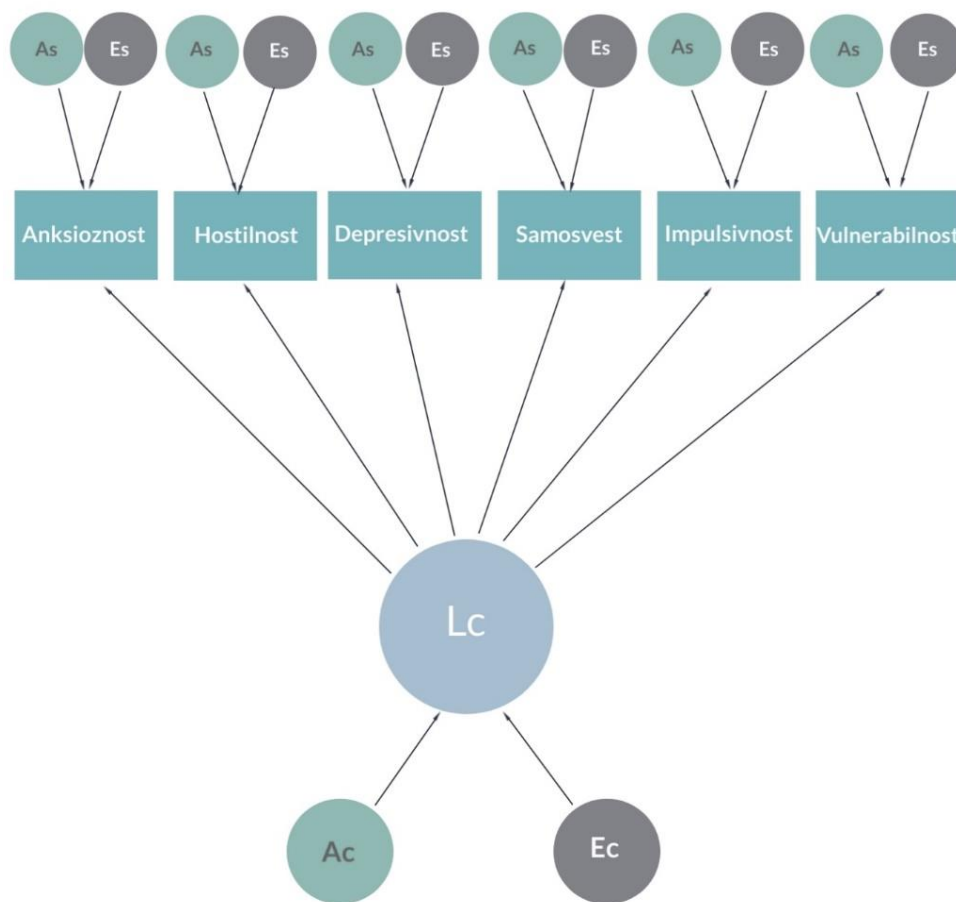 As Es As Es As Es As Es As Es As Es
Anksioznost Hostilnost Depresivnost Samosvest Impulsivnost Vulnerabilnost
Lc
Ac Ec